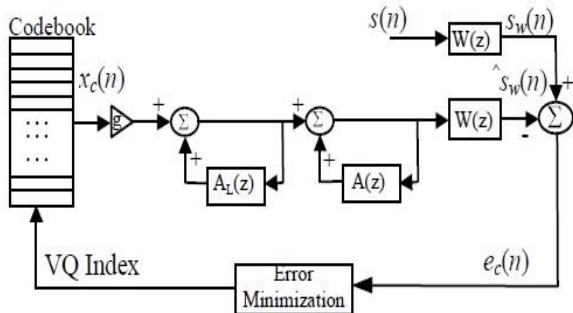 Codebook
s(n)
W(z)
s_w(n)
x_c(n)
^s_w(n)
+
...
...
...
g
+
Σ
+
Σ
W(z)
-
Σ
+
A_L(z)
+
A(z)
VQ Index
Error
Minimization
e_c(n)
+